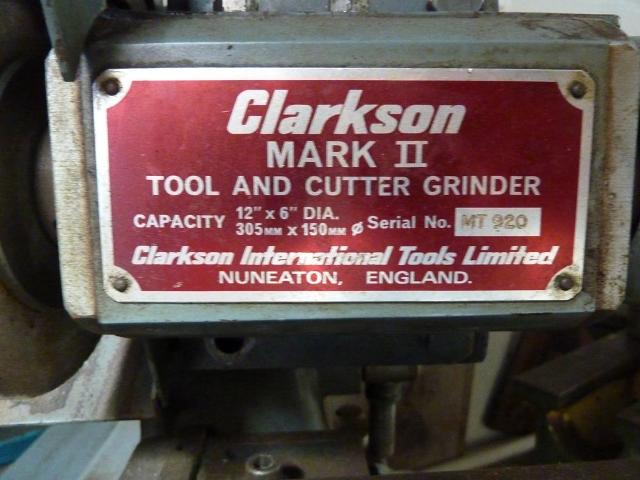 Clarkson
MARK II
TOOL AND CUTTER GRINDER
CAPACITY 12" x 6" DIA.
305MM x 150MM ⌀ Serial No. MT 920
Clarkson International Tools Limited
NUNEATON, ENGLAND.